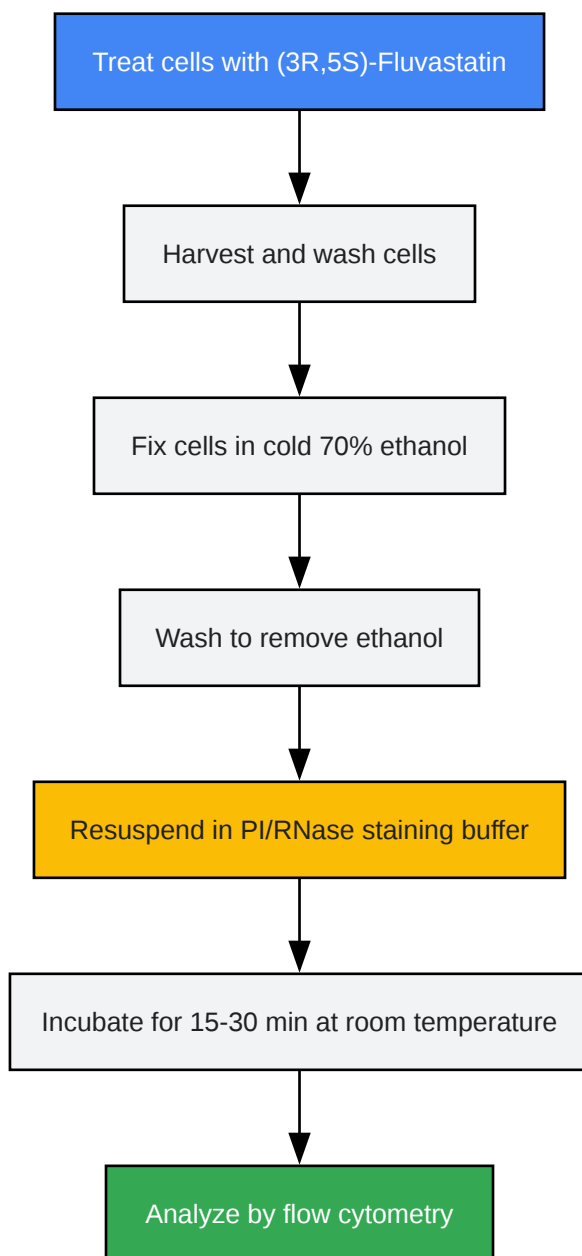 Treat cells with (3R,5S)-Fluvastatin
Harvest and wash cells
Fix cells in cold 70% ethanol
Wash to remove ethanol
Resuspend in PI/RNase staining buffer
Incubate for 15-30 min at room temperature
Analyze by flow cytometry